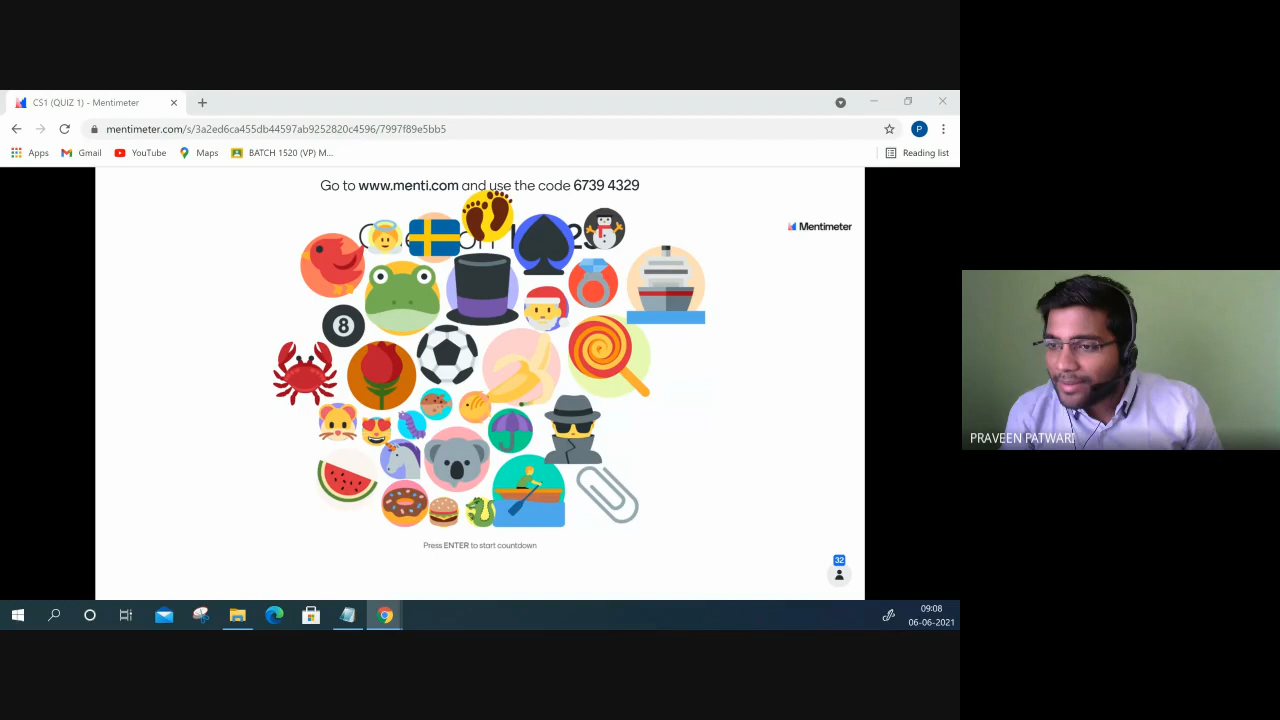 CS1 (QUIZ 1) - Mentimeter
mentimeter.com/s/3a2ed6ca455db44597ab9252820c4596/7997f89e5bb5
P
Apps
Gmail
YouTube
Maps
BATCH 1520 (VP) M...
Reading list
Go to www.menti.com and use the code 6739 4329
Mentimeter
8
PRAVEEN PATWARI
Press ENTER to start countdown
32
09:08
06-06-2021